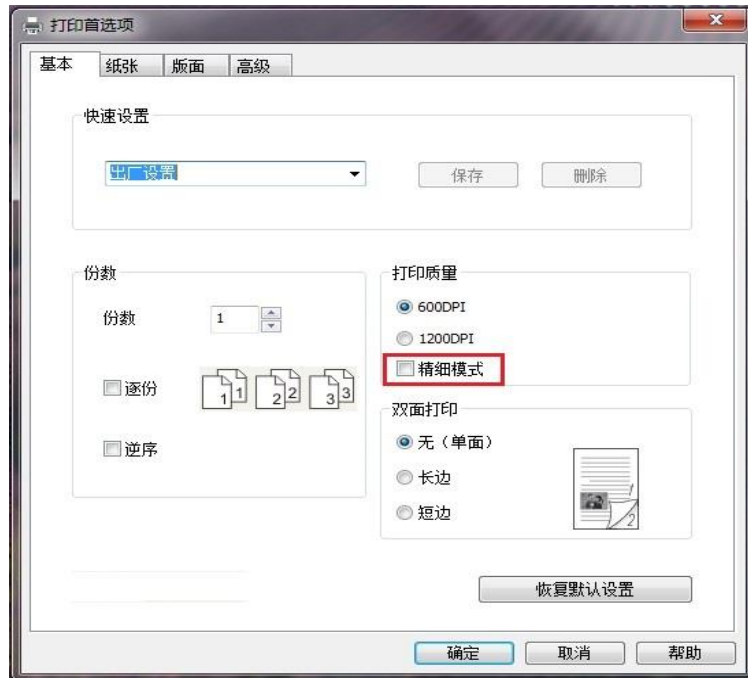 打印首选项
基本 纸张 版面 高级
快速设置
出厂设置 保存 删除
份数
份数 1
逐份 1 1 2 2 3 3
逆序
打印质量
600DPI
1200DPI
精细模式
双面打印
无（单面）
长边
短边
1
2
恢复默认设置
确定 取消 帮助